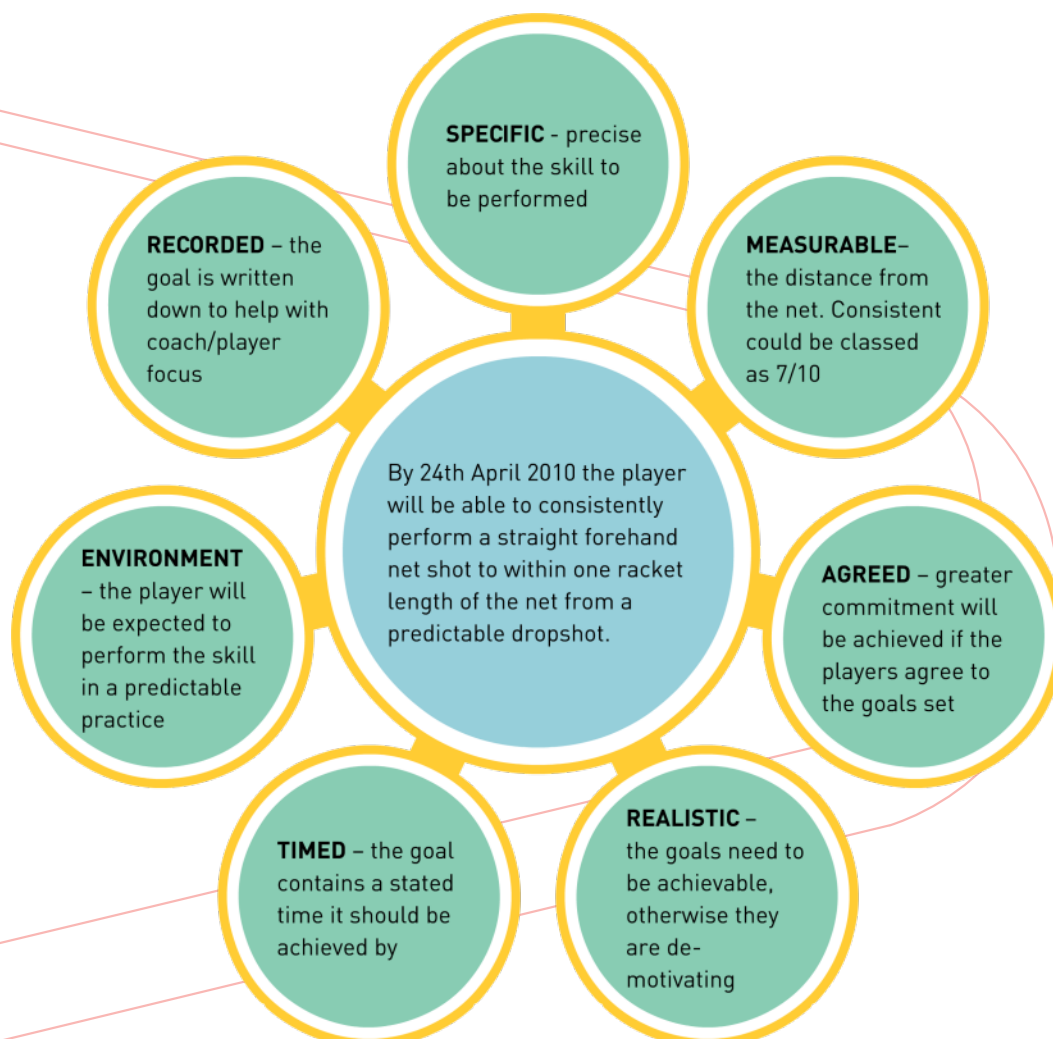 SPECIFIC - precise
about the skill to
be performed
MEASURABLE–
the distance from
the net. Consistent
could be classed
as 7/10
AGREED – greater
commitment will
be achieved if the
players agree to
the goals set
REALISTIC –
the goals need to
be achievable,
otherwise they
are de-
motivating
TIMED – the goal
contains a stated
time it should be
achieved by
ENVIRONMENT
– the player will
be expected to
perform the skill
in a predictable
practice
RECORDED – the
goal is written
down to help with
coach/player
focus
By 24th April 2010 the player
will be able to consistently
perform a straight forehand
net shot to within one racket
length of the net from a
predictable dropshot.